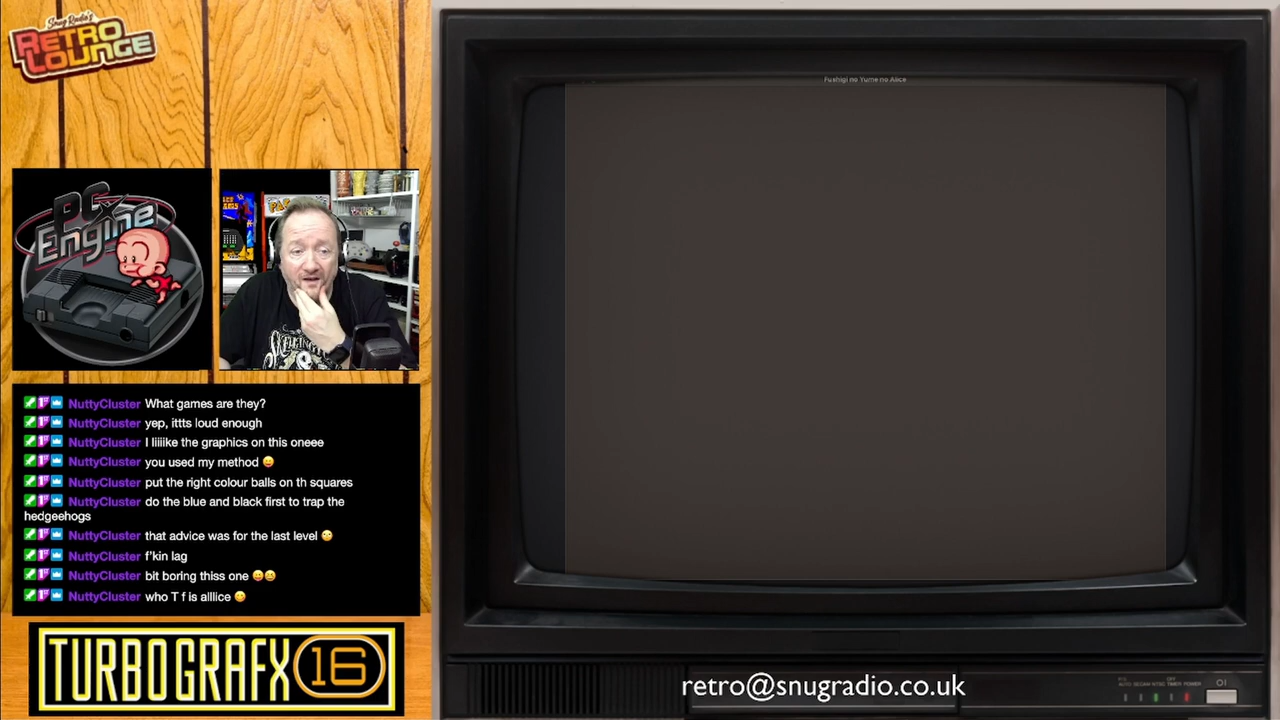 Snug Radio's
RETRO
LOUNGE
Fushigi no Yume no Alice
PC
Engine
NuttyCluster What games are they?
NuttyCluster yep, ittts loud enough
NuttyCluster I liiiike the graphics on this oneee
NuttyCluster you used my method 😛
NuttyCluster put the right colour balls on th squares
NuttyCluster do the blue and black first to trap the
hedgeehogs
NuttyCluster that advice was for the last level
NuttyCluster f'kin lag
NuttyCluster bit boring thiss one
NuttyCluster who T f is alllice
TURBOGRAFX 16
retro@snugradio.co.uk